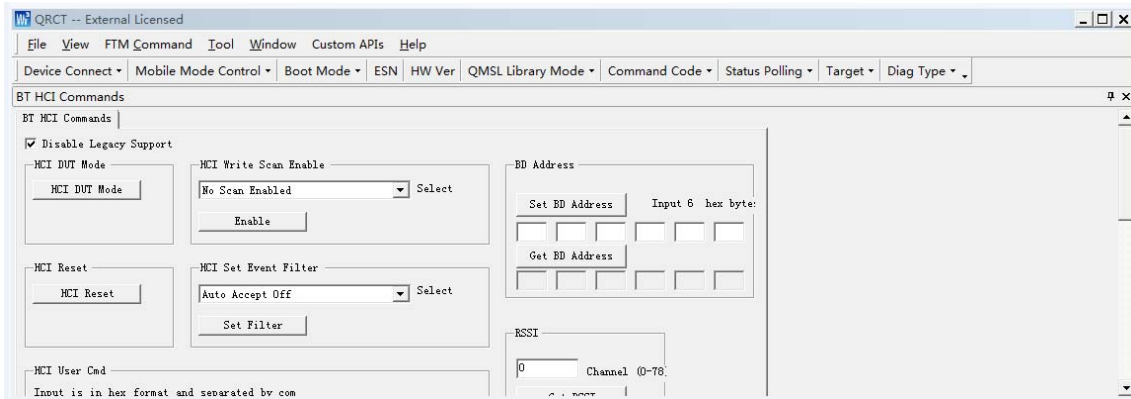 QRCT -- External Licensed
File View FTM Command Tool Window Custom APIs Help
Device Connect Mobile Mode Control Boot Mode ESN HW Ver QMSL Library Mode Command Code Status Polling Target Diag Type
BT HCI Commands
BT HCI Commands
Disable Legacy Support
HCI DUT Mode
HCI DUT Mode
HCI Write Scan Enable
No Scan Enabled Select
Enable
BD Address
Set BD Address Input 6 hex byte
Get BD Address
HCI Reset
HCI Reset
HCI Set Event Filter
Auto Accept Off Select
Set Filter
RSSI
0 Channel (0-78
HCI User Cmd
Input is in hex format and separated by com